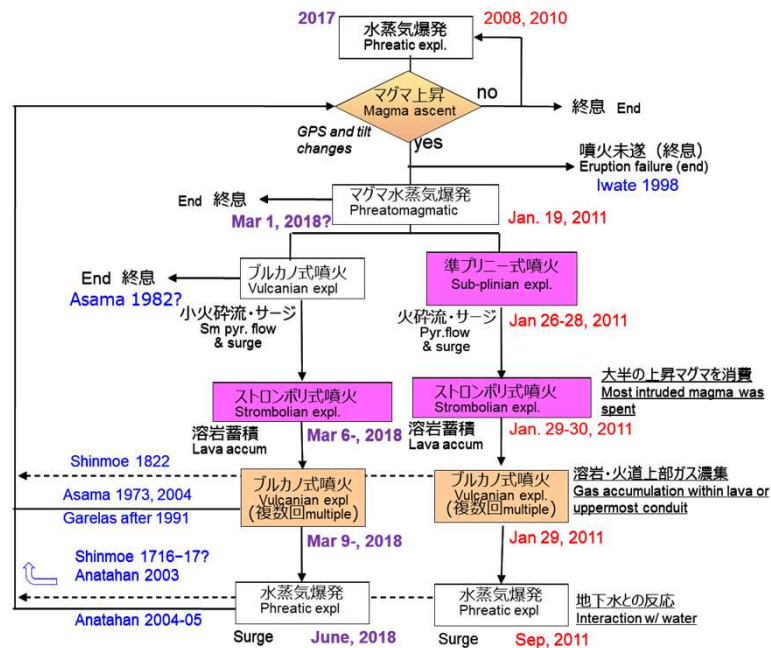 2017
水蒸気爆発
Phreatic expl.
2008, 2010
マグマ上昇
Magma ascent
no
終息 End
GPS and tilt
changes
yes
噴火未遂（終息）
Eruption failure (end)
Iwate 1998
End 終息
マグマ水蒸気爆発
Phreatomagmatic
Mar 1, 2018?
Jan. 19, 2011
End 終息
Asama 1982?
ブルカノ式噴火
Vulcanian expl
準プリニー式噴火
Sub-plinian expl.
小火砕流・サージ
Sm pyr. flow
& surge
火砕流・サージ
Pyr.flow
& surge
Jan 26-28, 2011
大半の上昇マグマを消費
Most intruded magma was
spent
ストロンボリ式噴火
Strombolian expl.
ストロンボリ式噴火
Strombolian expl.
溶岩蓄積
Lava accum
Mar 6-, 2018
溶岩蓄積
Lava accum
Jan. 29-30, 2011
Shinmoe 1822
Asama 1973, 2004
Garelas after 1991
ブルカノ式噴火
Vulcanian expl
(複数回multiple)
ブルカノ式噴火
Vulcanian expl.
(複数回multiple)
溶岩・火道上部ガス濃集
Gas accumulation within lava or
uppermost conduit
Mar 9-, 2018
Jan 29, 2011
Shinmoe 1716−17?
Anatahan 2003
Anatahan 2004-05
水蒸気爆発
Phreatic expl
水蒸気爆発
Phreatic expl
地下水との反応
Interaction w/ water
Surge
June, 2018
Surge
Sep, 2011